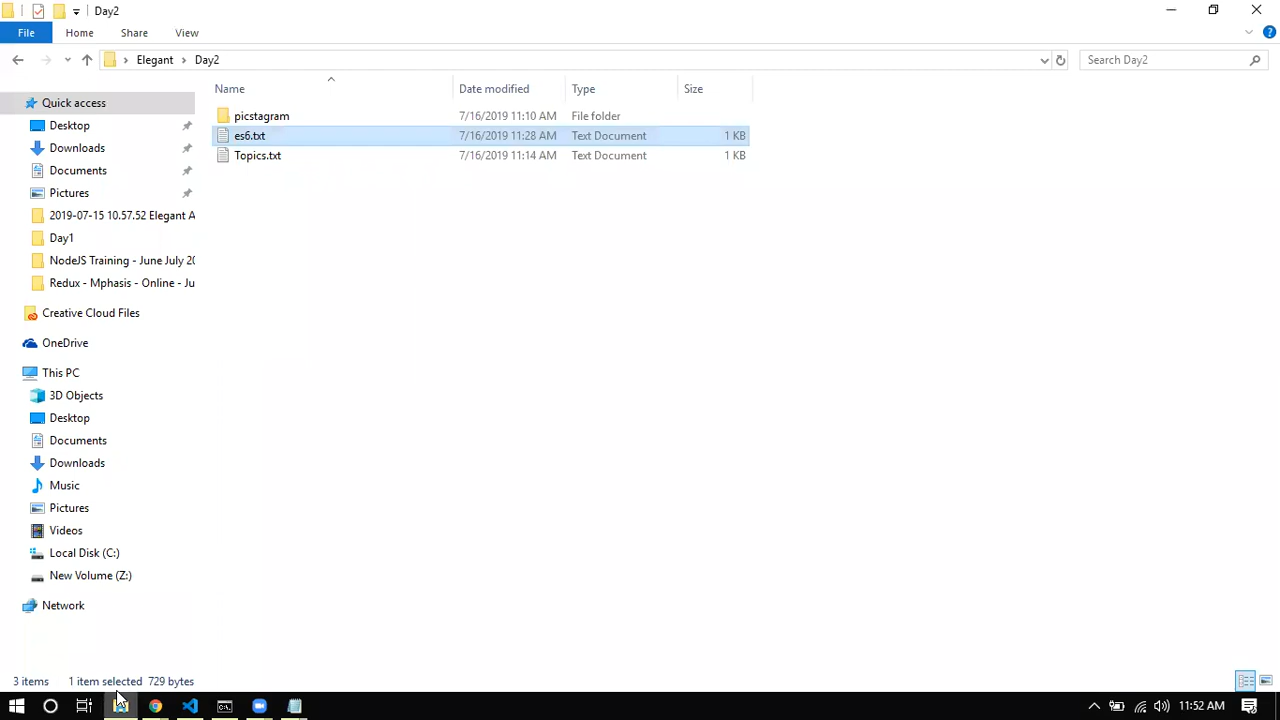 Day2
File Home Share View
Elegant Day2 Search Day2
Name Date modified Type Size
Quick access
Desktop
Downloads
Documents
Pictures
2019-07-15 10.57.52 Elegant A
Day1
NodeJS Training - June July 20
Redux - Mphasis - Online - Ju
Creative Cloud Files
OneDrive
This PC
3D Objects
Desktop
Documents
Downloads
Music
Pictures
Videos
Local Disk (C:)
New Volume (Z:)
Network
picstagram 7/16/2019 11:10 AM File folder
es6.txt 7/16/2019 11:28 AM Text Document 1 KB
Topics.txt 7/16/2019 11:14 AM Text Document 1 KB
3 items 1 item selected 729 bytes
11:52 AM